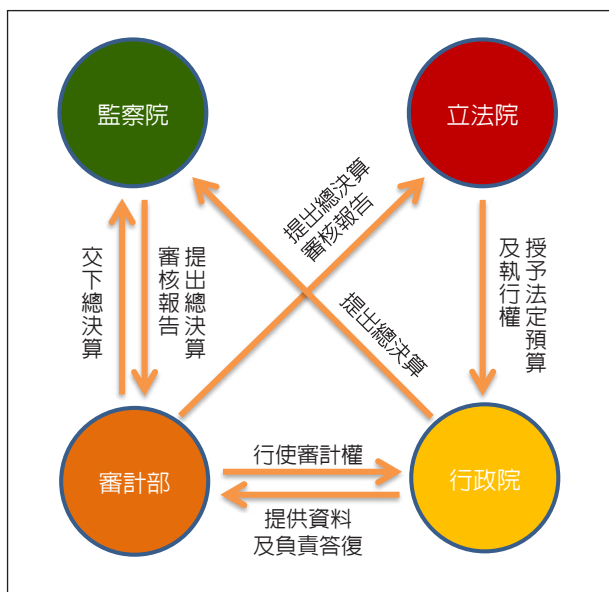 監察院
立法院
提出總決算
審核報告
交下總決算
提出總決算
審核報告
提出總決算
授予法定預算
及執行權
審計部
行使審計權
提供資料
及負責答復
行政院